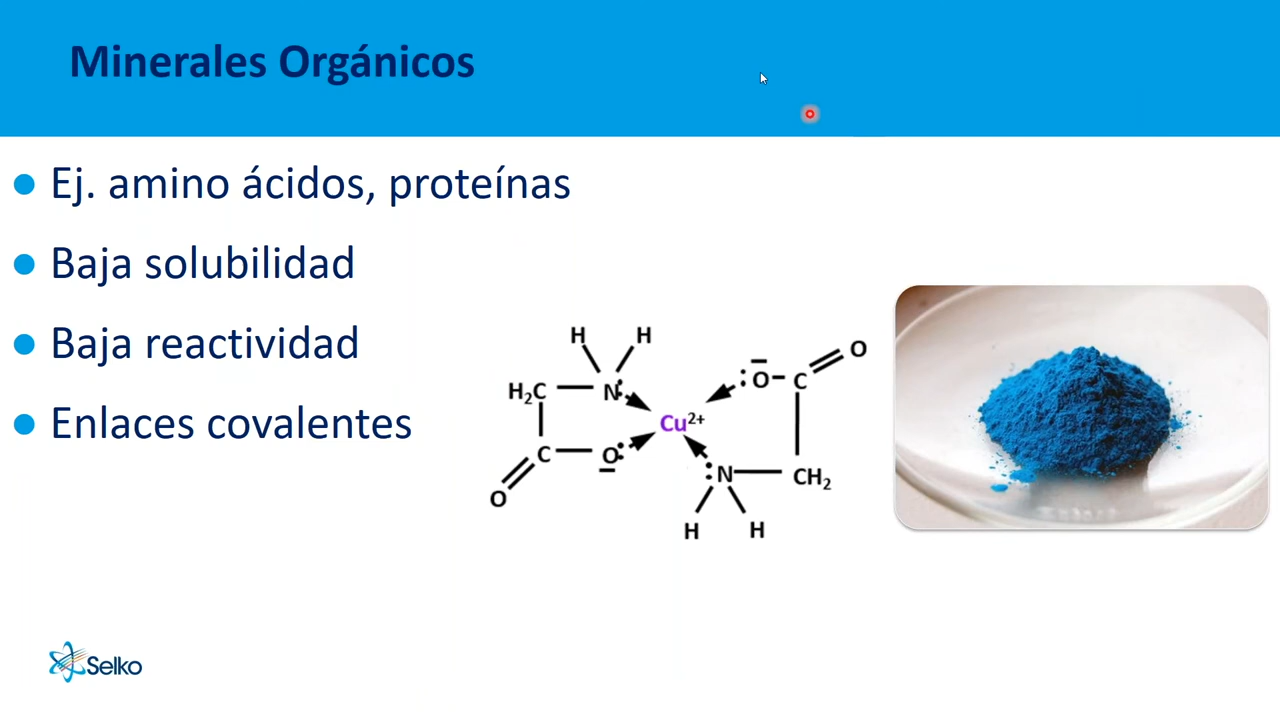 Minerales Orgánicos
Ej. amino ácidos, proteínas
Baja solubilidad
Baja reactividad
Enlaces covalentes
H H
H₂C N:
C O:
O
Cu²⁺
:O C O
:N CH₂
H H
Selko